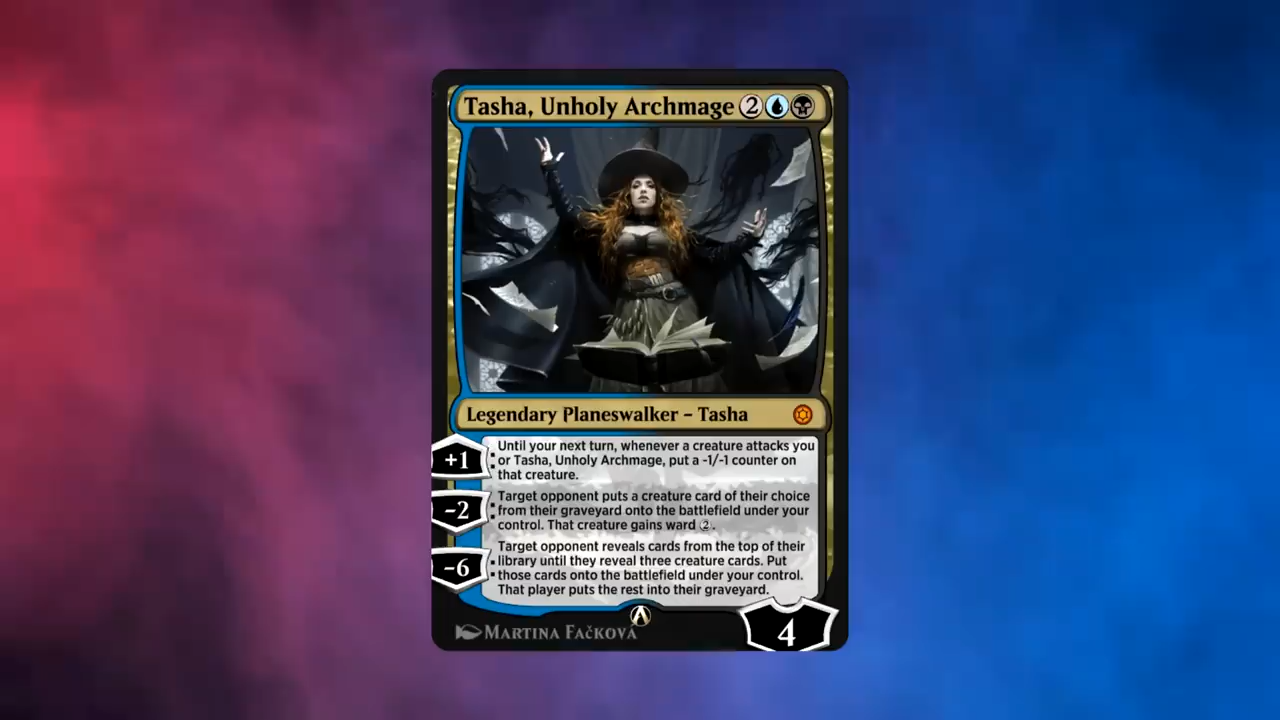 Tasha, Unholy Archmage 2
Legendary Planeswalker – Tasha
+1
Until your next turn, whenever a creature attacks you
or Tasha, Unholy Archmage, put a -1/-1 counter on
that creature.
-2
Target opponent puts a creature card of their choice
from their graveyard onto the battlefield under your
control. That creature gains ward 2.
-6
Target opponent reveals cards from the top of their
library until they reveal three creature cards. Put
those cards onto the battlefield under your control.
That player puts the rest into their graveyard.
Martina Fačková
4